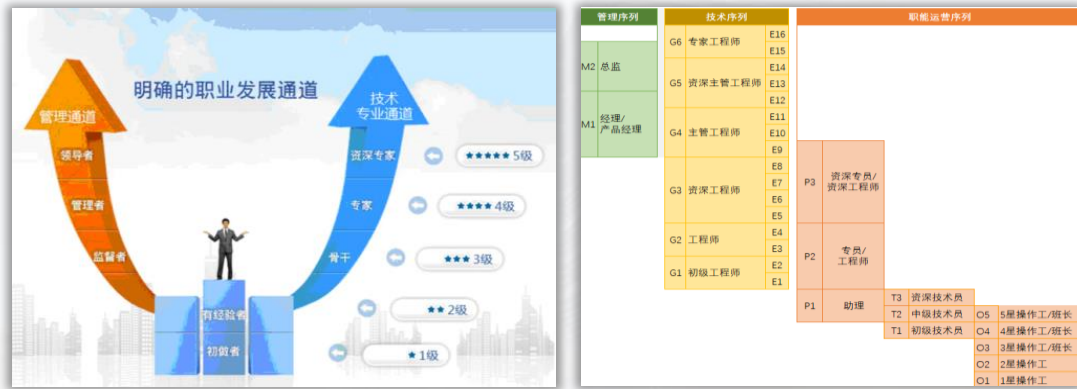 明确的职业发展通道
管理通道
技术
专业通道
领导者
资深专家
★★★★★ 5级
管理者
专家
★★★★ 4级
监督者
骨干
★★★ 3级
有经验者
★★ 2级
初做者
★ 1级
管理序列
M2 总监
M1 经理/
产品经理
技术序列
G6 专家工程师
E16
E15
G5 资深主管工程师
E14
E13
E12
G4 主管工程师
E11
E10
E9
G3 资深工程师
E8
E7
E6
E5
G2 工程师
E4
E3
G1 初级工程师
E2
E1
职能运营序列
P3 资深专员/
资深工程师
P2 专员/
工程师
P1 助理
T3 资深技术员
T2 中级技术员
T1 初级技术员
O5 5星操作工/班长
O4 4星操作工/班长
O3 3星操作工/班长
O2 2星操作工
O1 1星操作工